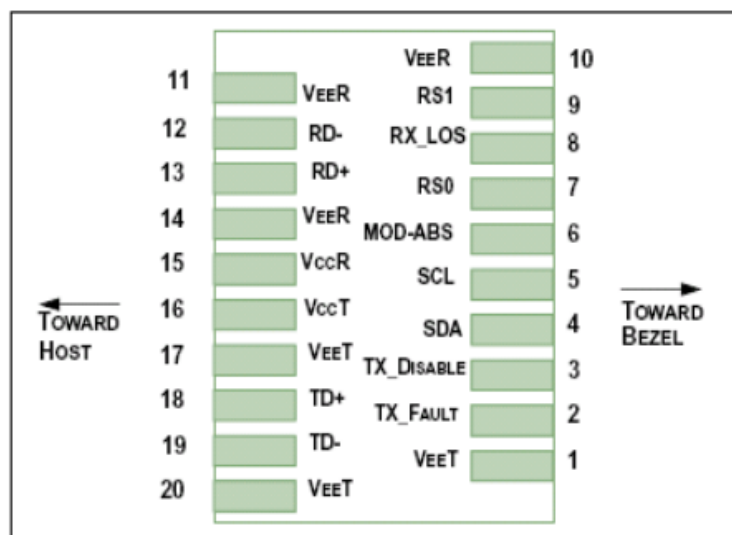 11 VEER
12 RD-
13 RD+
14 VEER
15 VCCR
16 VCCT
17 VEET
18 TD+
19 TD-
20 VEET
VEER 10
RS1 9
RX_LOS 8
RS0 7
MOD-ABS 6
SCL 5
SDA 4
TX_DISABLE 3
TX_FAULT 2
VEET 1
TOWARD
HOST
TOWARD
BEZEL